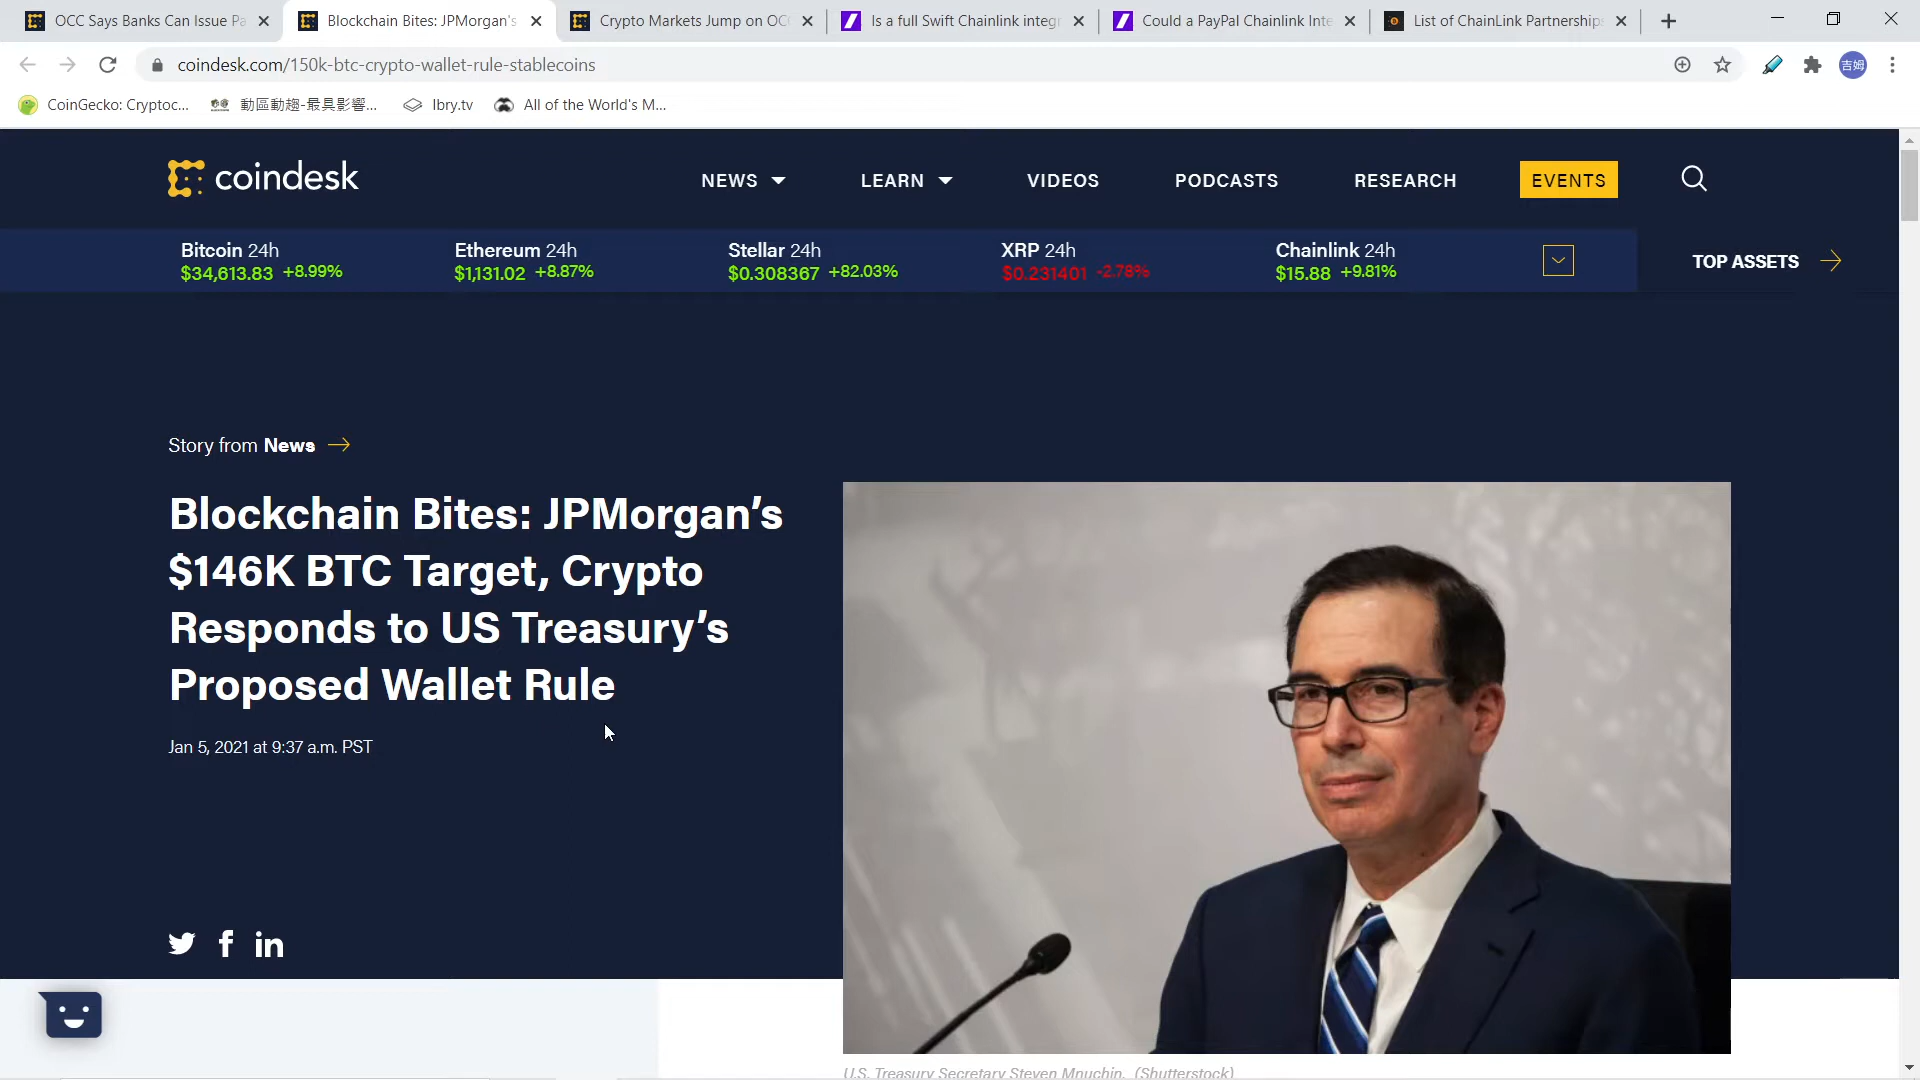 OCC Says Banks Can Issue Pa
Blockchain Bites: JPMorgan's
Crypto Markets Jump on OCC
Is a full Swift Chainlink integ
Could a PayPal Chainlink Inte
List of ChainLink Partnerships
coindesk.com/150k-btc-crypto-wallet-rule-stablecoins
吉姆
CoinGecko: Cryptoc...
動區動趨-最具影響...
lbry.tv
All of the World's M...
coindesk
NEWS
LEARN
VIDEOS
PODCASTS
RESEARCH
EVENTS
Bitcoin 24h
$34,613.83 +8.99%
Ethereum 24h
$1,131.02 +8.87%
Stellar 24h
$0.308367 +82.03%
XRP 24h
$0.231401 -2.78%
Chainlink 24h
$15.88 +9.81%
TOP ASSETS
Story from News
Blockchain Bites: JPMorgan’s
$146K BTC Target, Crypto
Responds to US Treasury’s
Proposed Wallet Rule
Jan 5, 2021 at 9:37 a.m. PST
U.S. Treasury Secretary Steven Mnuchin. (Shutterstock)